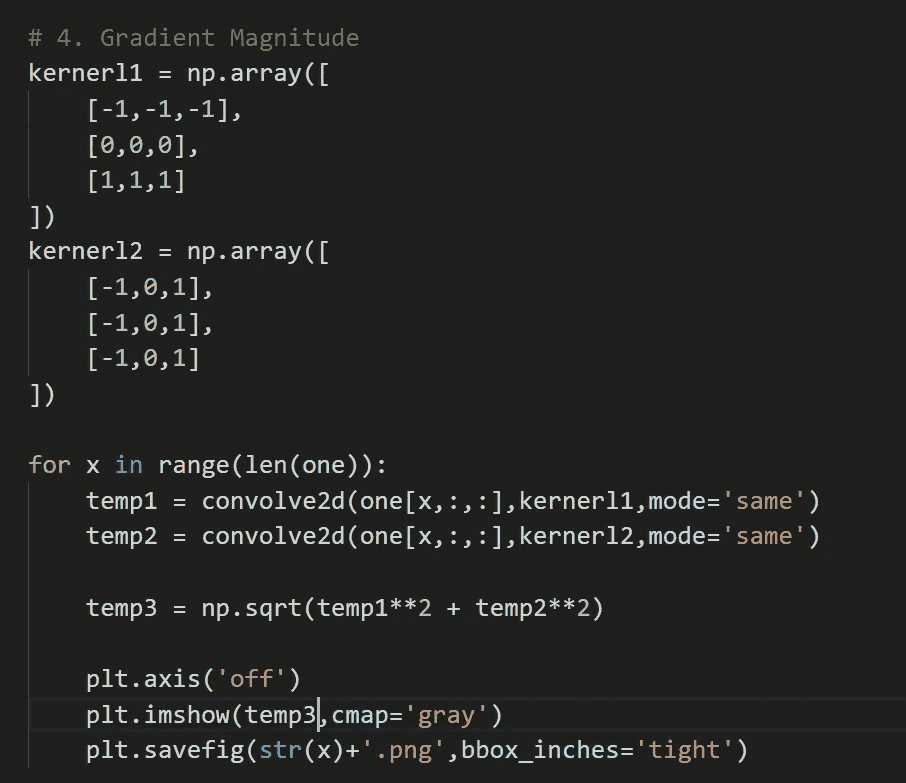 # 4. Gradient Magnitude
kernerl1 = np.array([
    [-1,-1,-1],
    [0,0,0],
    [1,1,1]
])
kernerl2 = np.array([
    [-1,0,1],
    [-1,0,1],
    [-1,0,1]
])
for x in range(len(one)):
    temp1 = convolve2d(one[x,:,:],kernerl1,mode='same')
    temp2 = convolve2d(one[x,:,:],kernerl2,mode='same')
    temp3 = np.sqrt(temp1**2 + temp2**2)
    plt.axis('off')
    plt.imshow(temp3,cmap='gray')
    plt.savefig(str(x)+'.png',bbox_inches='tight')